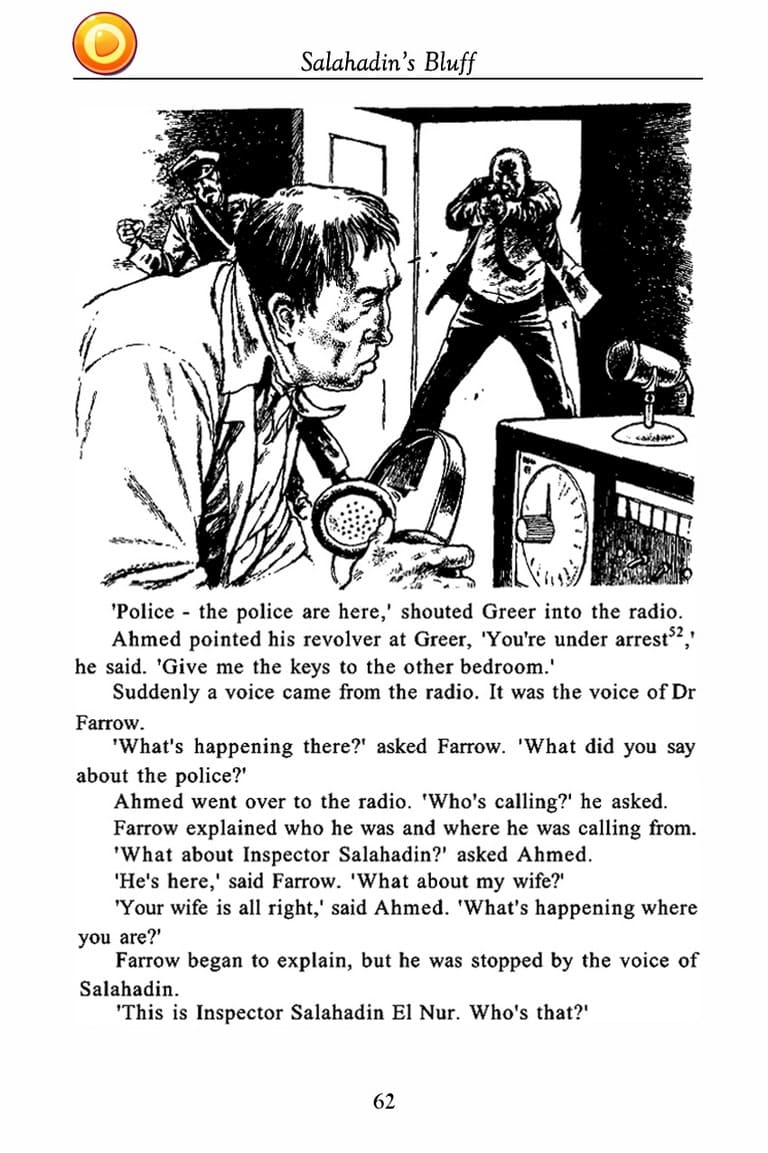 Salahadin's Bluff
'Police - the police are here,' shouted Greer into the radio.
Ahmed pointed his revolver at Greer, 'You're under arrest⁵²,'
he said. 'Give me the keys to the other bedroom.'
Suddenly a voice came from the radio. It was the voice of Dr
Farrow.
'What's happening there?' asked Farrow. 'What did you say
about the police?'
Ahmed went over to the radio. 'Who's calling?' he asked.
Farrow explained who he was and where he was calling from.
'What about Inspector Salahadin?' asked Ahmed.
'He's here,' said Farrow. 'What about my wife?'
'Your wife is all right,' said Ahmed. 'What's happening where
you are?'
Farrow began to explain, but he was stopped by the voice of
Salahadin.
'This is Inspector Salahadin El Nur. Who's that?'
62